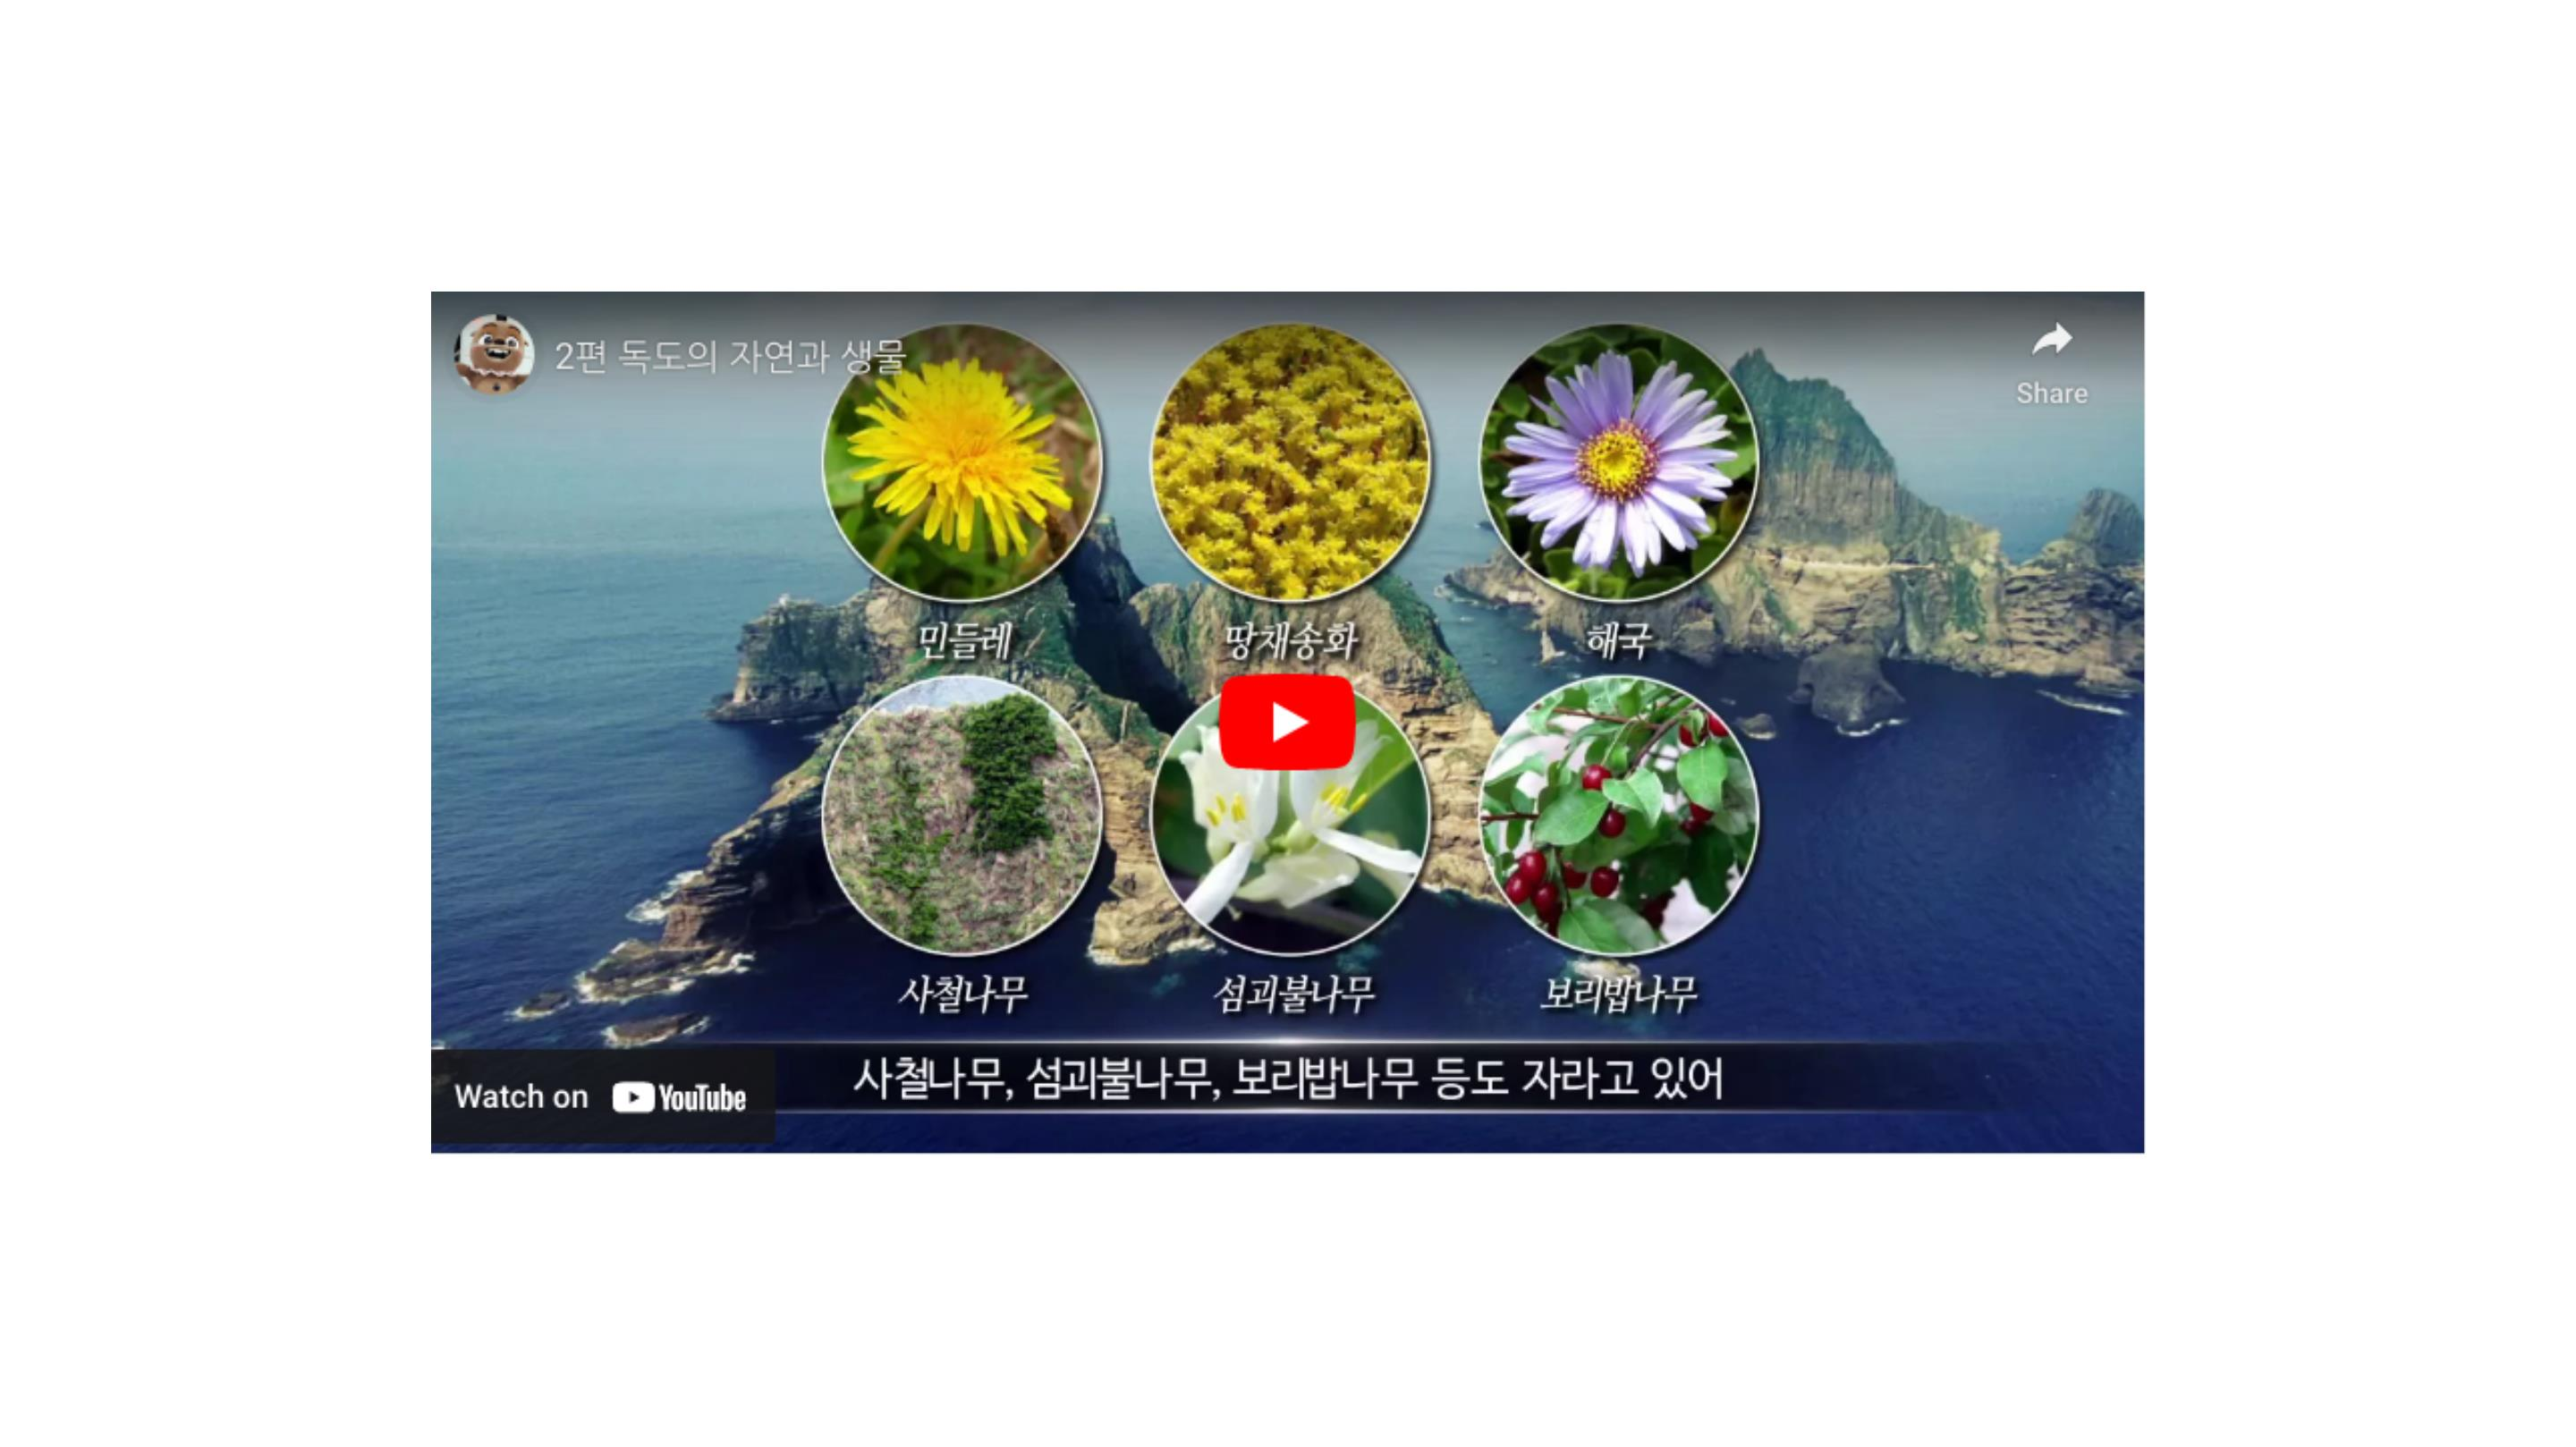 2편 독도의 자연과 생물
Share
민들레 땅채송화 해국
사철나무 섬괴불나무 보리밥나무
사철나무, 섬괴불나무, 보리밥나무 등도 자라고 있어
Watch on YouTube